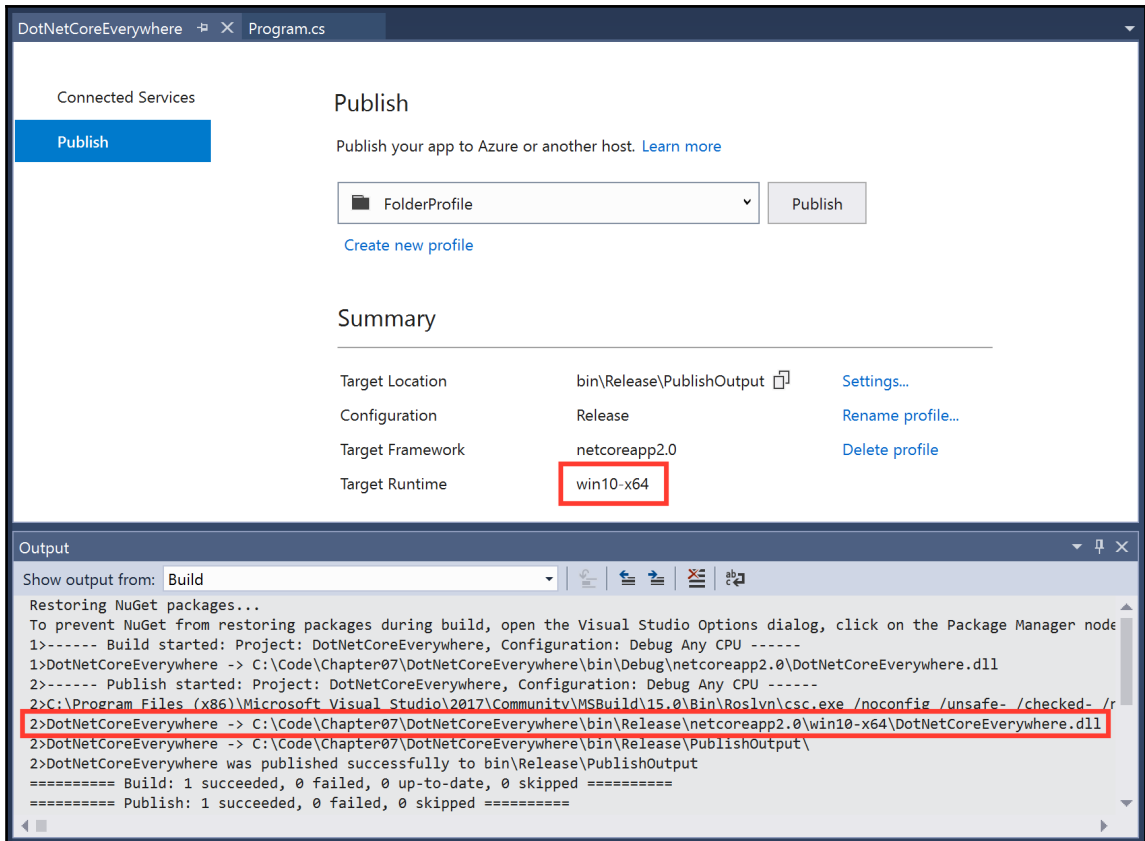 DotNetCoreEverywhere Program.cs
Connected Services
Publish
Publish
Publish your app to Azure or another host. Learn more
FolderProfile Publish
Create new profile
Summary
Target Location bin\Release\PublishOutput Settings...
Configuration Release Rename profile...
Target Framework netcoreapp2.0 Delete profile
Target Runtime win10-x64
Output
Show output from: Build
Restoring NuGet packages...
To prevent NuGet from restoring packages during build, open the Visual Studio Options dialog, click on the Package Manager node
1>------ Build started: Project: DotNetCoreEverywhere, Configuration: Debug Any CPU ------
1>DotNetCoreEverywhere -> C:\Code\Chapter07\DotNetCoreEverywhere\bin\Debug\netcoreapp2.0\DotNetCoreEverywhere.dll
2>------ Publish started: Project: DotNetCoreEverywhere, Configuration: Debug Any CPU ------
2>C:\Program Files (x86)\Microsoft Visual Studio\2017\Community\MSBuild\15.0\Bin\Roslyn\csc.exe /noconfig /unsafe- /checked-
2>DotNetCoreEverywhere -> C:\Code\Chapter07\DotNetCoreEverywhere\bin\Release\netcoreapp2.0\win10-x64\DotNetCoreEverywhere.dll
2>DotNetCoreEverywhere -> C:\Code\Chapter07\DotNetCoreEverywhere\bin\Release\PublishOutput\
2>DotNetCoreEverywhere was published successfully to bin\Release\PublishOutput
========== Build: 1 succeeded, 0 failed, 0 up-to-date, 0 skipped ==========
========== Publish: 1 succeeded, 0 failed, 0 skipped ==========